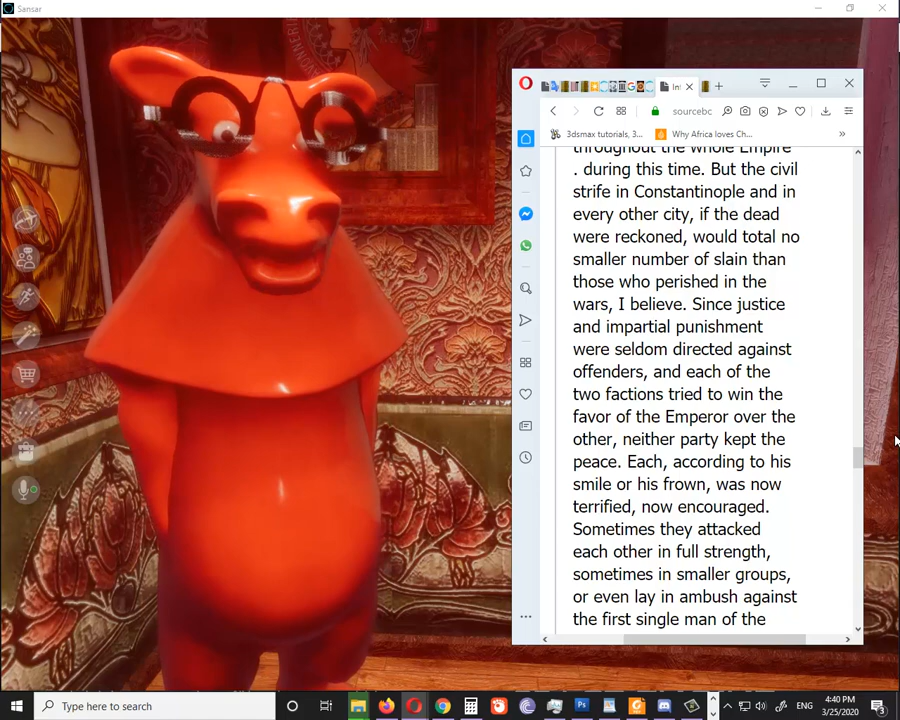 Sansar
In
sourcebc
3dsmax tutorials, 3...
Why Africa loves Ch...
»
throughout the whole Empire
. during this time. But the civil
strife in Constantinople and in
every other city, if the dead
were reckoned, would total no
smaller number of slain than
those who perished in the
wars, I believe. Since justice
and impartial punishment
were seldom directed against
offenders, and each of the
two factions tried to win the
favor of the Emperor over the
other, neither party kept the
peace. Each, according to his
smile or his frown, was now
terrified, now encouraged.
Sometimes they attacked
each other in full strength,
sometimes in smaller groups,
or even lay in ambush against
the first single man of the
Type here to search
ENG
4:40 PM
3/25/2020
3